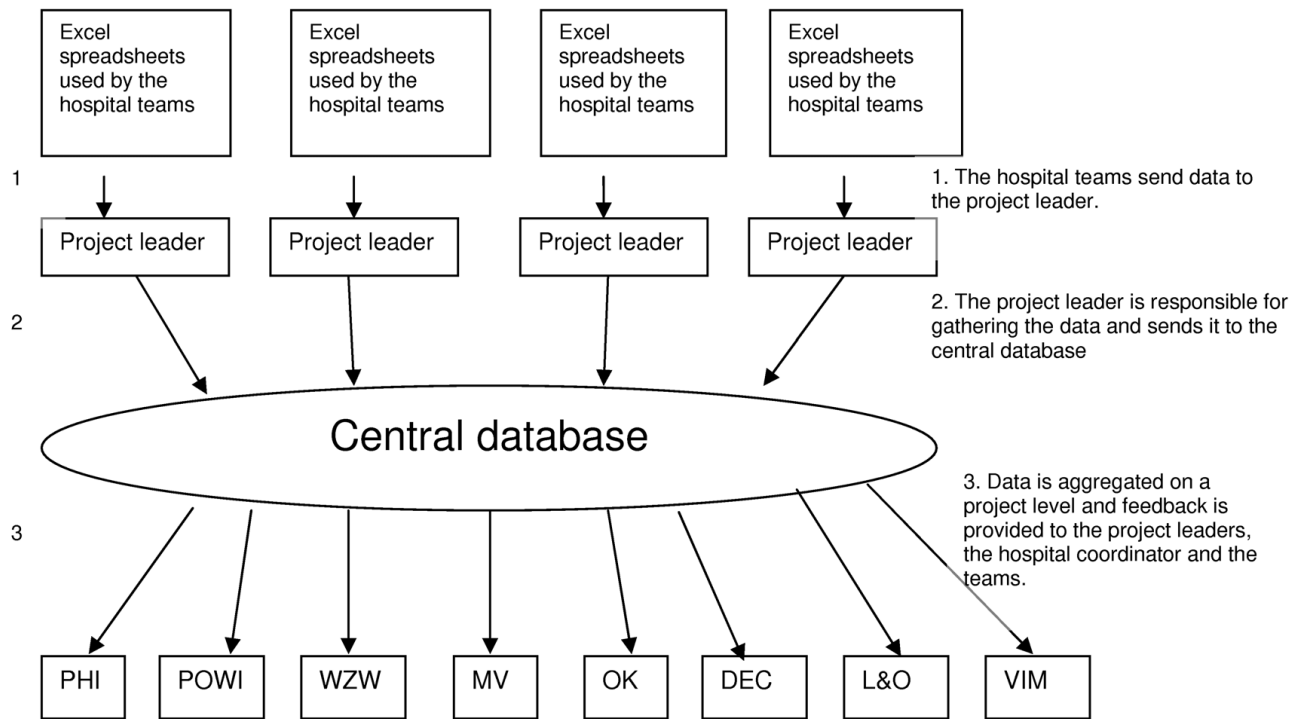 Excel
spreadsheets
used by the
hospital teams
Excel
spreadsheets
used by the
hospital teams
Excel
spreadsheets
used by the
hospital teams
Excel
spreadsheets
used by the
hospital teams
1
1. The hospital teams send data to
the project leader.
Project leader
Project leader
Project leader
Project leader
2
2. The project leader is responsible for
gathering the data and sends it to the
central database
Central database
3
3. Data is aggregated on a
project level and feedback is
provided to the project leaders,
the hospital coordinator and the
teams.
PHI
POWI
WZW
MV
OK
DEC
L&O
VIM